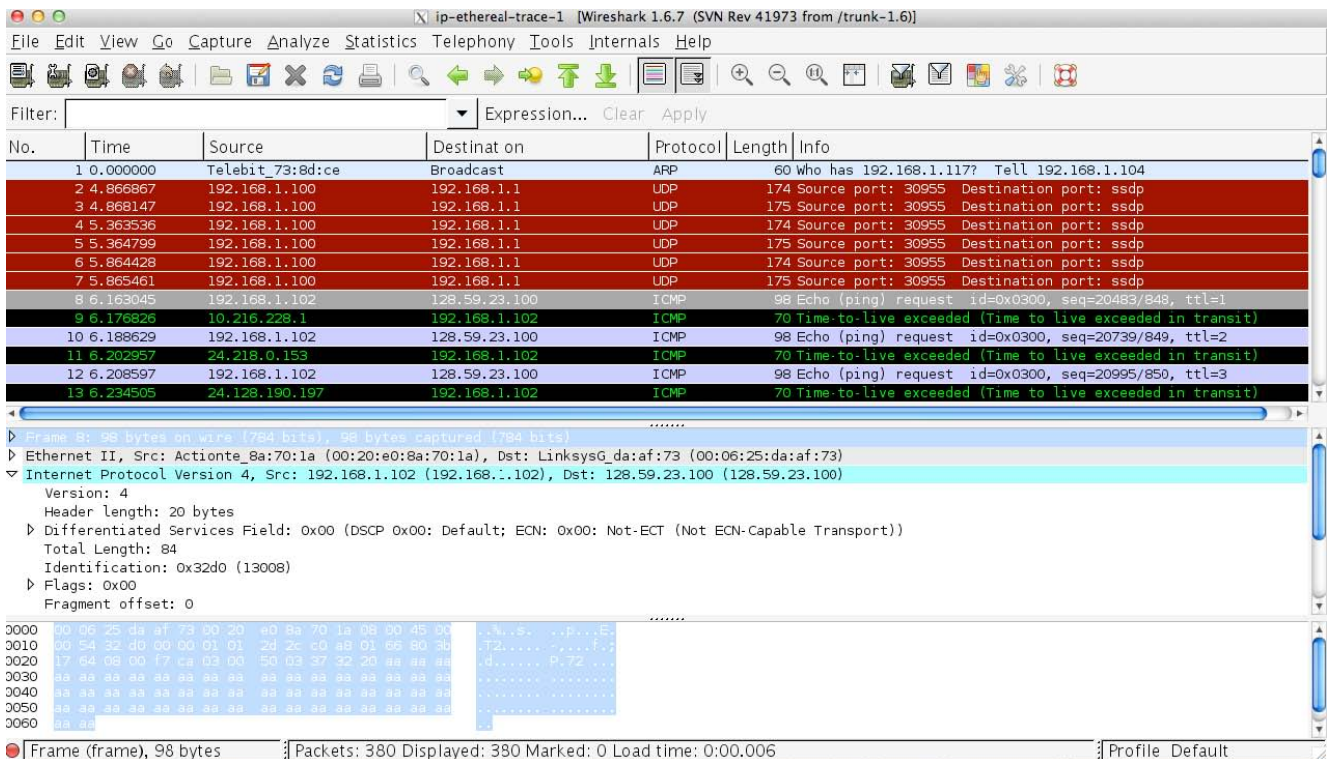 ip-ethereal-trace-1 [Wireshark 1.6.7 (SVN Rev 41973 from /trunk-1.6)]
File Edit View Go Capture Analyze Statistics Telephony Tools Internals Help
Filter: Expression... Clear Apply
No. Time Source Destinat on Protocol Length Info
1 0.000000 Telebit_73:8d:ce Broadcast ARP 60 Who has 192.168.1.117? Tell 192.168.1.104
2 4.866867 192.168.1.100 192.168.1.1 UDP 174 Source port: 30955 Destination port: ssdp
3 4.868147 192.168.1.100 192.168.1.1 UDP 175 Source port: 30955 Destination port: ssdp
4 5.363536 192.168.1.100 192.168.1.1 UDP 174 Source port: 30955 Destination port: ssdp
5 5.364799 192.168.1.100 192.168.1.1 UDP 175 Source port: 30955 Destination port: ssdp
6 5.864428 192.168.1.100 192.168.1.1 UDP 174 Source port: 30955 Destination port: ssdp
7 5.865461 192.168.1.100 192.168.1.1 UDP 175 Source port: 30955 Destination port: ssdp
8 6.163045 192.168.1.102 128.59.23.100 ICMP 98 Echo (ping) request id=0x0300, seq=20483/848, ttl=1
9 6.176826 10.216.228.1 192.168.1.102 ICMP 70 Time-to-live exceeded (Time to live exceeded in transit)
10 6.188629 192.168.1.102 128.59.23.100 ICMP 98 Echo (ping) request id=0x0300, seq=20739/849, ttl=2
11 6.202957 24.218.0.153 192.168.1.102 ICMP 70 Time-to-live exceeded (Time to live exceeded in transit)
12 6.208597 192.168.1.102 128.59.23.100 ICMP 98 Echo (ping) request id=0x0300, seq=20995/850, ttl=3
13 6.234505 24.128.190.197 192.168.1.102 ICMP 70 Time-to-live exceeded (Time to live exceeded in transit)
Frame 8: 98 bytes on wire (784 bits), 98 bytes captured (784 bits)
Ethernet II, Src: Actionte_8a:70:1a (00:20:e0:8a:70:1a), Dst: LinksysG_da:af:73 (00:06:25:da:af:73)
Internet Protocol Version 4, Src: 192.168.1.102 (192.168.1.102), Dst: 128.59.23.100 (128.59.23.100)
Version: 4
Header length: 20 bytes
Differentiated Services Field: 0x00 (DSCP 0x00: Default; ECN: 0x00: Not-ECT (Not ECN-Capable Transport))
Total Length: 84
Identification: 0x32d0 (13008)
Flags: 0x00
Fragment offset: 0
0000 00 06 25 da af 73 00 20 e0 8a 70 1a 08 00 45 00 ..%..s. ..p...E.
0010 00 54 32 d0 00 00 01 01 2d 2c c0 a8 01 66 80 3b .T2..... -,...f.;
0020 17 64 08 00 f7 ca 03 00 50 03 37 32 20 aa aa aa .d...... P.72 ...
0030 aa aa aa aa aa aa aa aa aa aa aa aa aa aa aa aa ........ ........
0040 aa aa aa aa aa aa aa aa aa aa aa aa aa aa aa aa ........ ........
0050 aa aa aa aa aa aa aa aa aa aa aa aa aa aa aa aa ........ ........
0060 aa aa ..
Frame (frame), 98 bytes Packets: 380 Displayed: 380 Marked: 0 Load time: 0:00.006 Profile Default